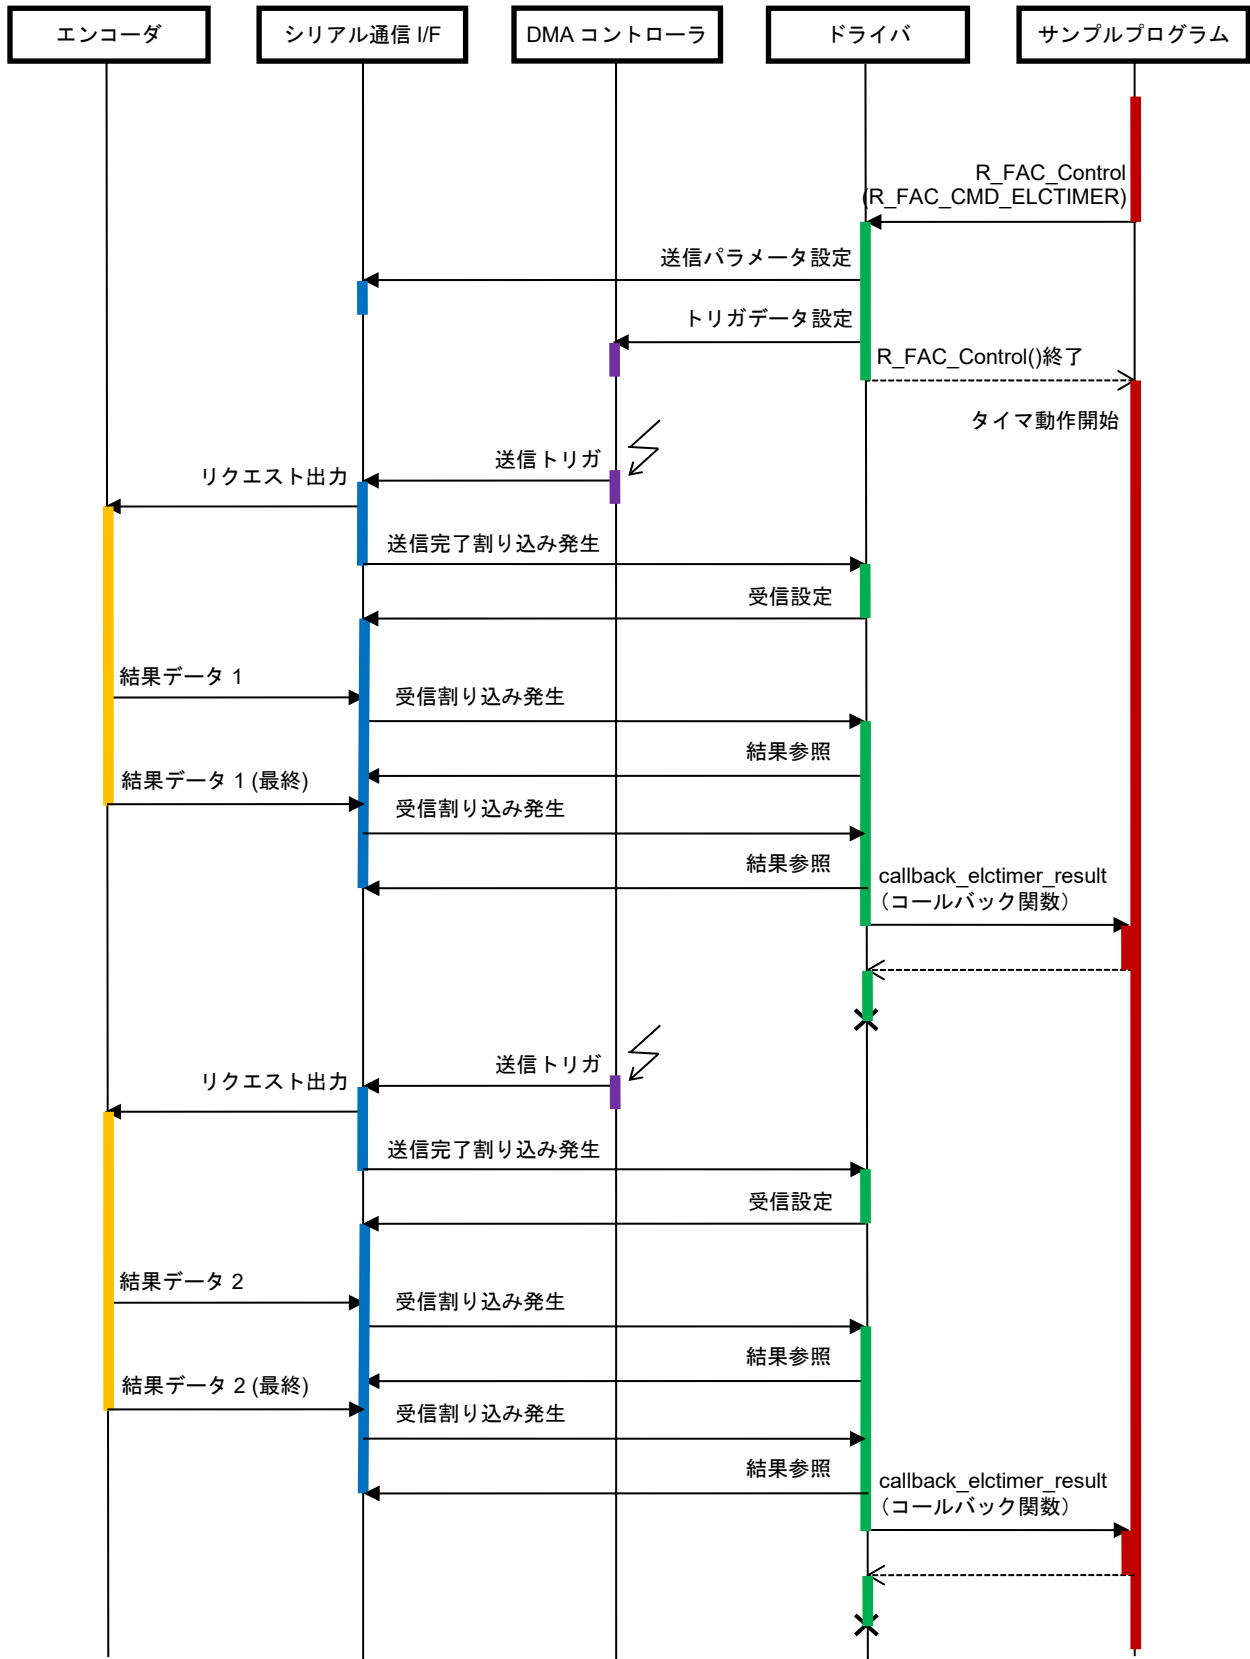 エンコーダ
シリアル通信 I/F
DMA コントローラ
ドライバ
サンプルプログラム
R_FAC_Control
(R_FAC_CMD_ELCTIMER)
送信パラメータ設定
トリガデータ設定
R_FAC_Control()終了
タイマ動作開始
送信トリガ
リクエスト出力
送信完了割り込み発生
受信設定
結果データ 1
受信割り込み発生
結果参照
結果データ 1 (最終)
受信割り込み発生
結果参照
callback_elctimer_result
（コールバック関数）
送信トリガ
リクエスト出力
送信完了割り込み発生
受信設定
結果データ 2
受信割り込み発生
結果参照
結果データ 2 (最終)
受信割り込み発生
結果参照
callback_elctimer_result
（コールバック関数）